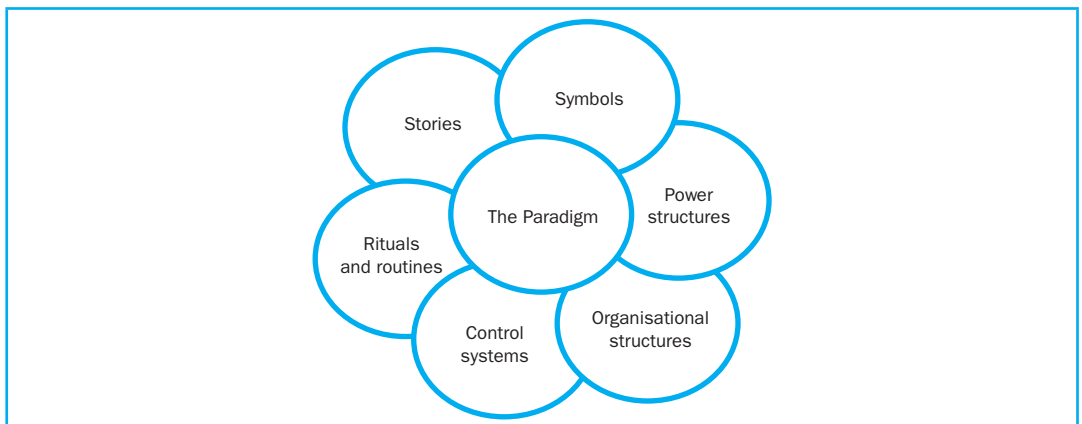 Symbols
Stories
Power
structures
The Paradigm
Rituals
and routines
Organisational
structures
Control
systems